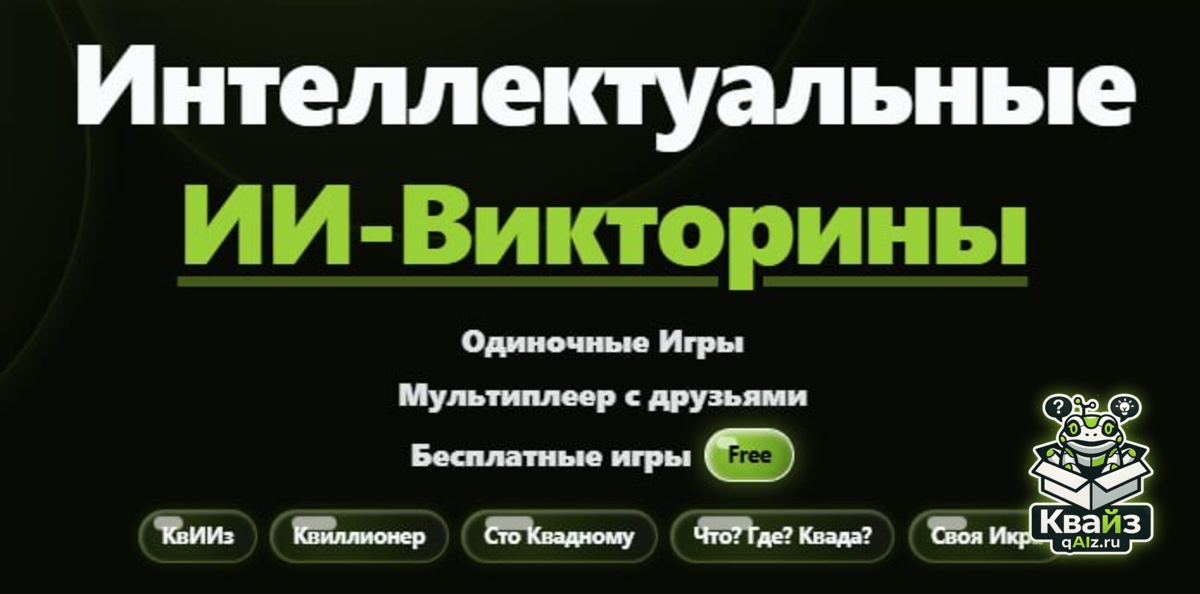 Интеллектуальные
ИИ-Викторины
Одиночные Игры
Мультиплеер с друзьями
Бесплатные игры Free
КвИИз Квиллионер Сто Квадному Что? Где? Квада? Своя
?
Квайз
qAIz.ru